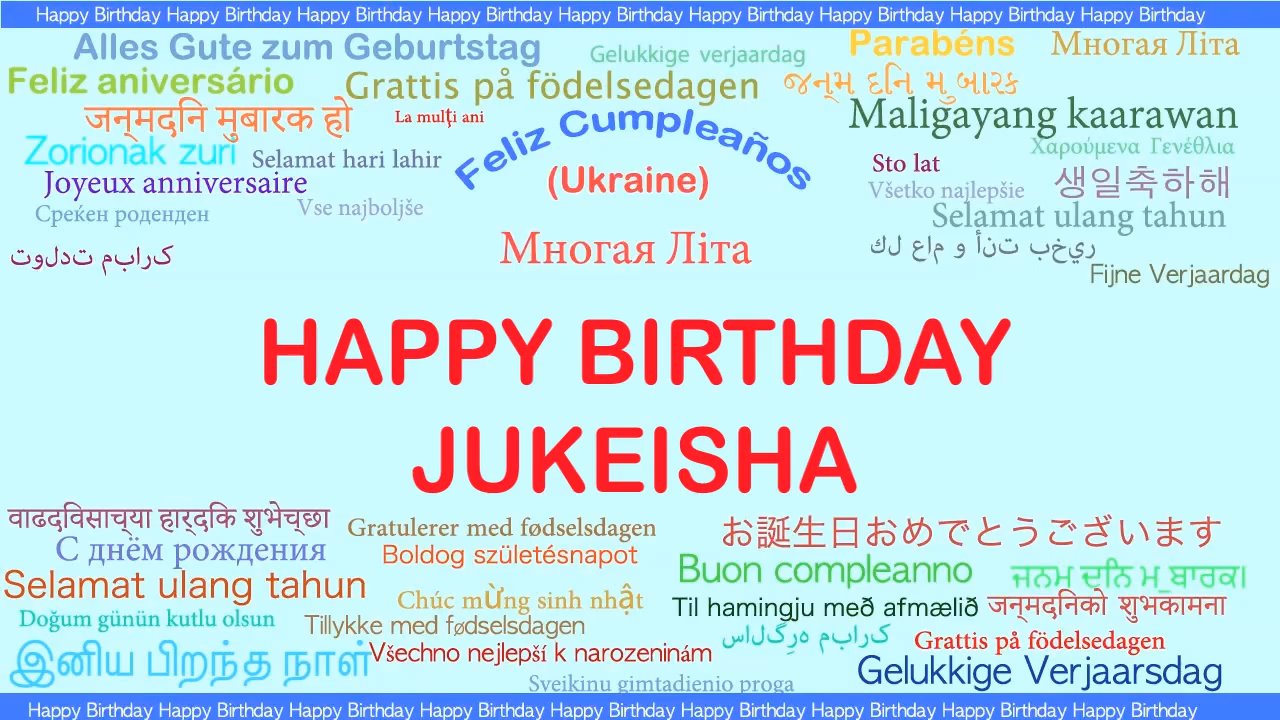 Happy Birthday Happy Birthday Happy Birthday Happy Birthday Happy Birthday Happy Birthday Happy Birthday Happy Birthday Happy Birthday
Alles Gute zum Geburtstag
Gelukkige verjaardag
Parabéns
Многая Літа
Feliz aniversário
Grattis på födelsedagen
જન્મ દનિ મુબારક
जन्मदनि मुबारक हो
La mulţi ani
Feliz Cumpleaños
Maligayang kaarawan
Zorionak zuri
Selamat hari lahir
(Ukraine)
Sto lat
Χαρούμενα Γενέθλια
Joyeux anniversaire
Všetko najlepšie
생일축하해
Среќен роденден
Vse najboljše
Selamat ulang tahun
تولدت مبارک
Многая Літа
كل عام و أنت بخير
Fijne Verjaardag
HAPPY BIRTHDAY
JUKEISHA
वाढदविसाच्या हार्दकि शुभेच्छा
Gratulerer med fødselsdagen
お誕生日おめでとうございます
С днём рождения
Boldog születésnapot
Buon compleanno
ਜਨਮ ਦਨਿ ਮੁਬਾਰਕ।
Selamat ulang tahun
Chúc mừng sinh nhật
Til hamingju með afmælið
जन्मदनिको शुभकामना
Doğum günün kutlu olsun
Tillykke med fødselsdagen
سالگِرہ مبارک
Grattis på födelsedagen
இனிய பிறந்த நாள்
Všechno nejlepší k narozeninám
Gelukkige Verjaarsdag
Sveikinu gimtadienio proga
Happy Birthday Happy Birthday Happy Birthday Happy Birthday Happy Birthday Happy Birthday Happy Birthday Happy Birthday Happy Birthday